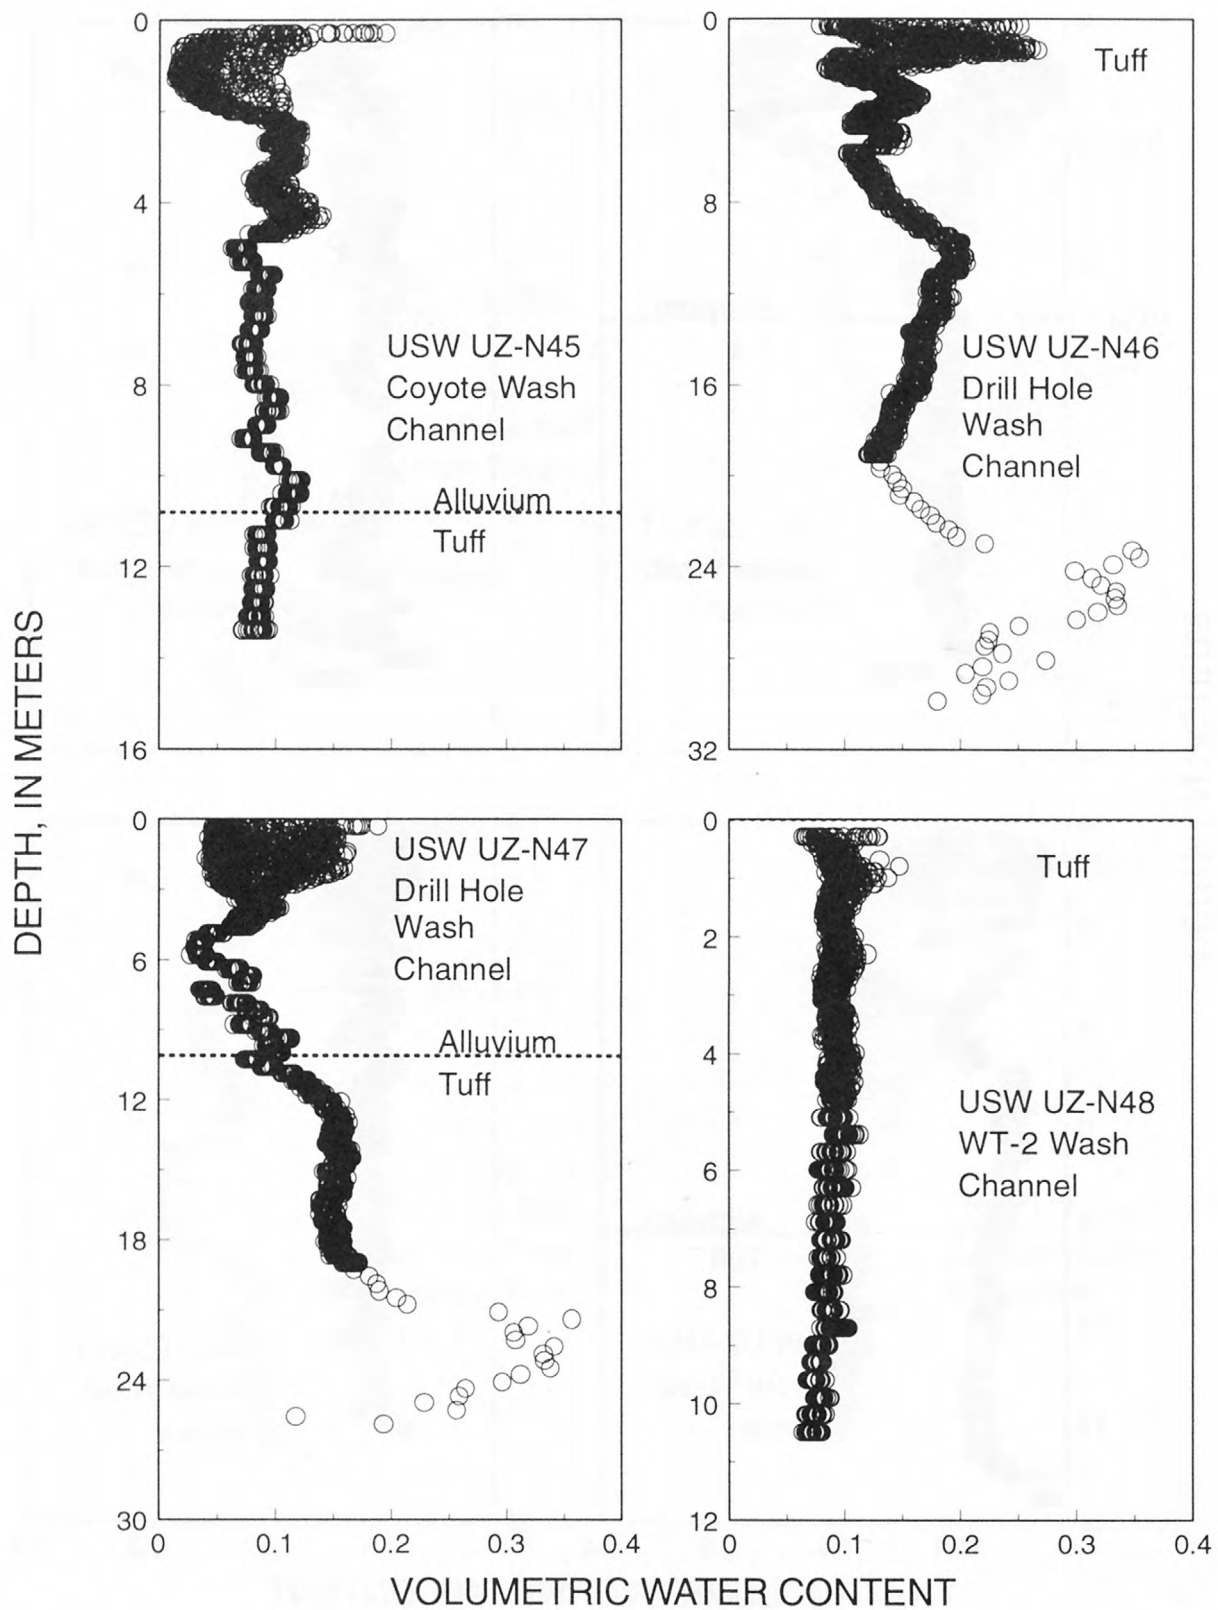 0
4
8
12
16
USW UZ-N45
Coyote Wash
Channel
Alluvium
Tuff
0
8
16
24
32
Tuff
USW UZ-N46
Drill Hole
Wash
Channel
DEPTH, IN METERS
0
6
12
18
24
30
USW UZ-N47
Drill Hole
Wash
Channel
Alluvium
Tuff
0 0.1 0.2 0.3 0.4
0
2
4
6
8
10
12
Tuff
USW UZ-N48
WT-2 Wash
Channel
0 0.1 0.2 0.3 0.4
VOLUMETRIC WATER CONTENT